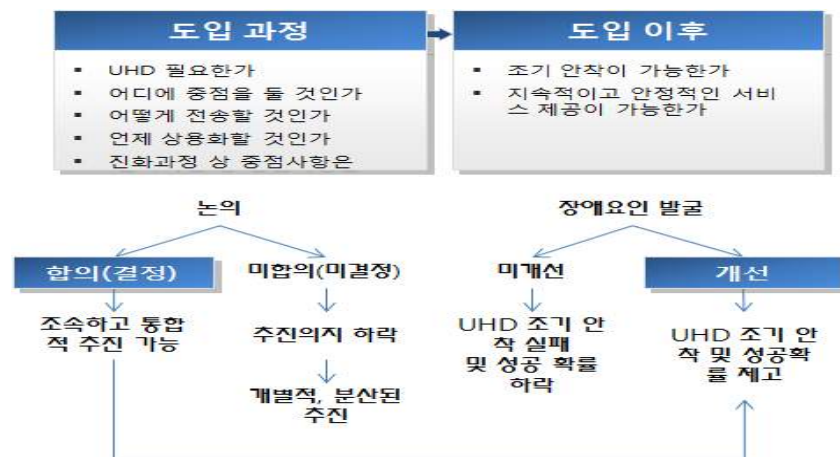 도입 과정
UHD 필요한가
어디에 중점을 둘 것인가
어떻게 전송할 것인가
언제 상용화할 것인가
진화과정 상 중점사항은
도입 이후
조기 안착이 가능한가
지속적이고 안정적인 서비
스 제공이 가능한가
논의
합의(결정)
조속하고 통합
적 추진 가능
미합의(미결정)
추진의지 하락
개별적, 분산된
추진
장애요인 발굴
미개선
UHD 조기 안
착 실패
및 성공 확률
하락
개선
UHD 조기 안
착 및 성공확
률 제고